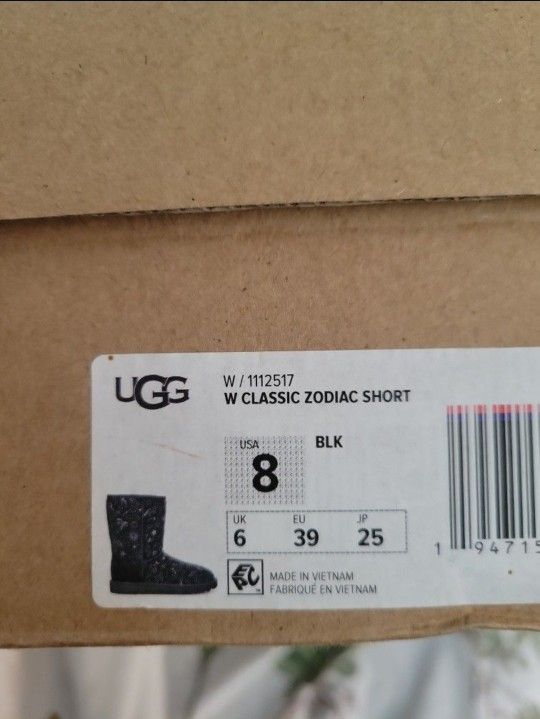 UGG
W / 1112517
W CLASSIC ZODIAC SHORT
USA
8
BLK
UK EU JP
6 39 25
MADE IN VIETNAM
FABRIQUÉ EN VIETNAM
1 94715